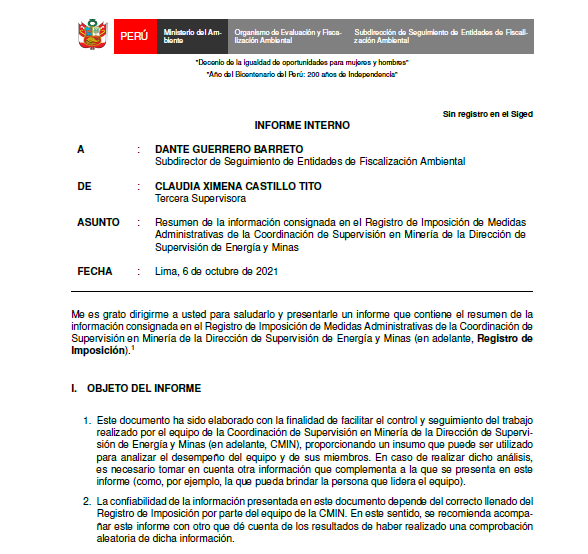 PERÚ
Ministerio del Am-
biente
Organismo de Evaluación y Fisca-
lización Ambiental
Subdirección de Seguimiento de Entidades de Fiscali-
zación Ambiental
"Decenio de la Igualdad de oportunidades para mujeres y hombres"
"Año del Bicentenario del Perú: 200 años de Independencia"
Sin registro en el Siged
INFORME INTERNO
A : DANTE GUERRERO BARRETO
Subdirector de Seguimiento de Entidades de Fiscalización Ambiental
DE : CLAUDIA XIMENA CASTILLO TITO
Tercera Supervisora
ASUNTO : Resumen de la información consignada en el Registro de Imposición de Medidas
Administrativas de la Coordinación de Supervisión en Minería de la Dirección de
Supervisión de Energía y Minas
FECHA : Lima, 6 de octubre de 2021
Me es grato dirigirme a usted para saludarlo y presentarle un informe que contiene el resumen de la
información consignada en el Registro de Imposición de Medidas Administrativas de la Coordinación de
Supervisión en Minería de la Dirección de Supervisión de Energía y Minas (en adelante, Registro de
Imposición).1
I. OBJETO DEL INFORME
1. Este documento ha sido elaborado con la finalidad de facilitar el control y seguimiento del trabajo
realizado por el equipo de la Coordinación de Supervisión en Minería de la Dirección de Supervi-
sión de Energía y Minas (en adelante, CMIN), proporcionando un insumo que puede ser utilizado
para analizar el desempeño del equipo y de sus miembros. En caso de realizar dicho análisis,
es necesario tomar en cuenta otra información que complementa a la que se presenta en este
informe (como, por ejemplo, la que pueda brindar la persona que lidera el equipo).
2. La confiabilidad de la información presentada en este documento depende del correcto llenado del
Registro de Imposición por parte del equipo de la CMIN. En este sentido, se recomienda acompa-
ñar este informe con otro que dé cuenta de los resultados de haber realizado una comprobación
aleatoria de dicha información.